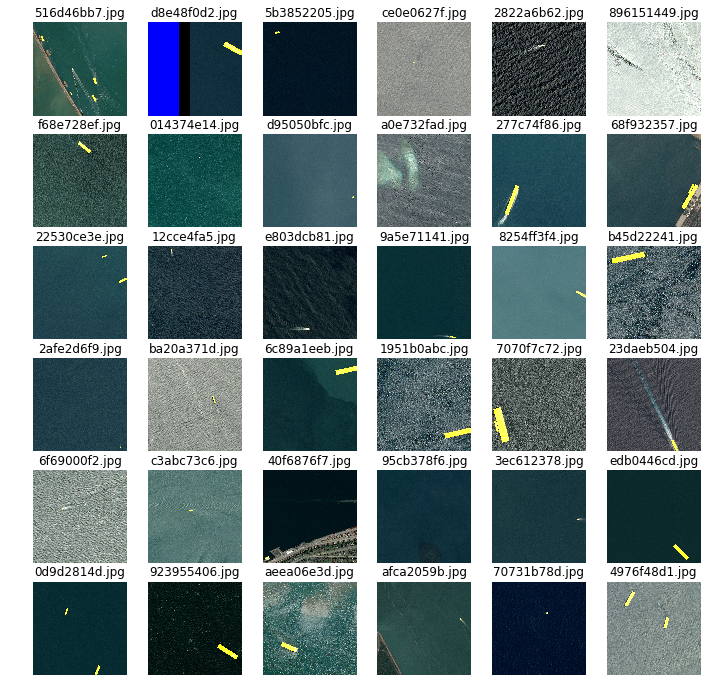 516d46bb7.jpg d8e48f0d2.jpg 5b3852205.jpg ce0e0627f.jpg 2822a6b62.jpg 896151449.jpg
f68e728ef.jpg 014374e14.jpg d95050bfc.jpg a0e732fad.jpg 277c74f86.jpg 68f932357.jpg
22530ce3e.jpg 12cce4fa5.jpg e803dcb81.jpg 9a5e71141.jpg 8254ff3f4.jpg b45d22241.jpg
2afe2d6f9.jpg ba20a371d.jpg 6c89a1eeb.jpg 1951b0abc.jpg 7070f7c72.jpg 23daeb504.jpg
6f69000f2.jpg c3abc73c6.jpg 40f6876f7.jpg 95cb378f6.jpg 3ec612378.jpg edb0446cd.jpg
0d9d2814d.jpg 923955406.jpg aeea06e3d.jpg afca2059b.jpg 70731b78d.jpg 4976f48d1.jpg